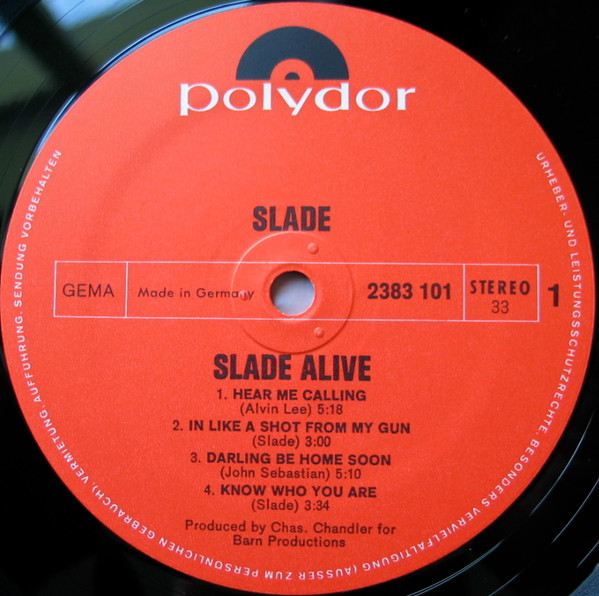 polydor
SLADE
GEMA
Made in Germany
2383 101
STEREO
33
1
SLADE ALIVE
1. HEAR ME CALLING
(Alvin Lee) 5:18
2. IN LIKE A SHOT FROM MY GUN
(Slade) 3:00
3. DARLING BE HOME SOON
(John Sebastian) 5:10
4. KNOW WHO YOU ARE
(Slade) 3:34
Produced by Chas. Chandler for
Barn Productions
URHEBER- UND LEISTUNGSSCHUTZRECHTE, BESONDERS VERVIELFÄLTIGUNG (AUSSER ZUM PERSÖNLICHEN GEBRAUCH), VERMIETUNG, AUFFÜHRUNG, SENDUNG VORBEHALTEN